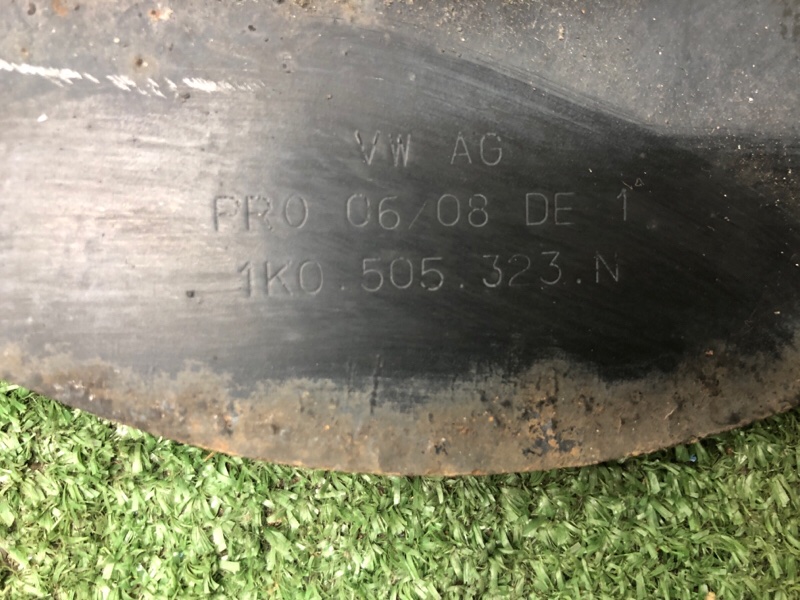 VW AG
PRO 06/08 DE 1
1K0.505.323.N